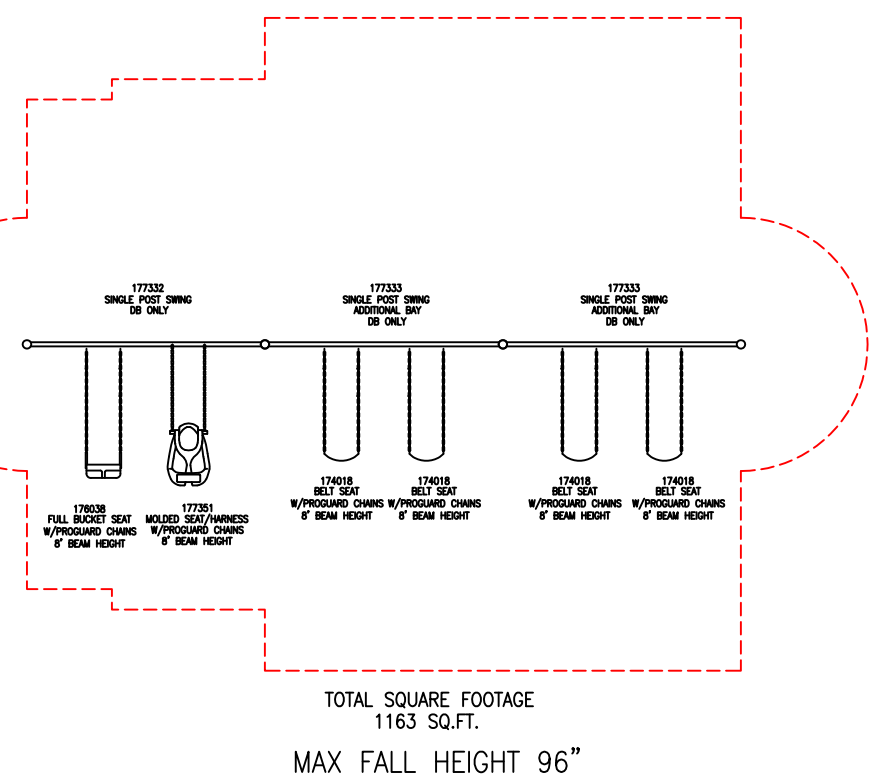 177332
SINGLE POST SWING
DB ONLY
177333
SINGLE POST SWING
ADDITIONAL BAY
DB ONLY
177333
SINGLE POST SWING
ADDITIONAL BAY
DB ONLY
176038
FULL BUCKET SEAT
W/PROGUARD CHAINS
8' BEAM HEIGHT
177351
MOLDED SEAT/HARNESS
W/PROGUARD CHAINS
8' BEAM HEIGHT
174018
BELT SEAT
W/PROGUARD CHAINS
8' BEAM HEIGHT
174018
BELT SEAT
W/PROGUARD CHAINS
8' BEAM HEIGHT
174018
BELT SEAT
W/PROGUARD CHAINS
8' BEAM HEIGHT
174018
BELT SEAT
W/PROGUARD CHAINS
8' BEAM HEIGHT
TOTAL SQUARE FOOTAGE
1163 SQ.FT.
MAX FALL HEIGHT 96”